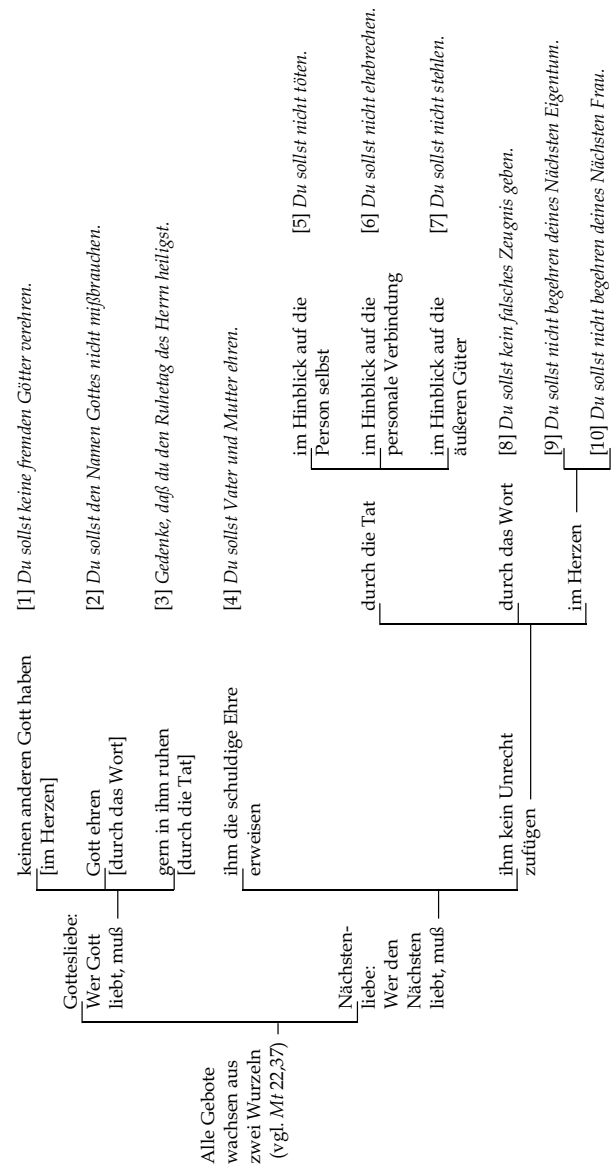 Alle Gebote
wachsen aus
zwei Wurzeln
(vgl. Mt 22,37)
Gottesliebe:
Wer Gott
liebt, muß
keinen anderen Gott haben
[im Herzen]
[1] Du sollst keine fremden Götter verehren.
Gott ehren
[durch das Wort]
[2] Du sollst den Namen Gottes nicht mißbrauchen.
gern in ihm ruhen
[durch die Tat]
[3] Gedenke, daß du den Ruhetag des Herrn heiligst.
Nächsten-
liebe:
Wer den
Nächsten
liebt, muß
ihm die schuldige Ehre
erweisen
[4] Du sollst Vater und Mutter ehren.
ihm kein Unrecht
zufügen
durch die Tat
im Hinblick auf die
Person selbst
[5] Du sollst nicht töten.
im Hinblick auf die
personale Verbindung
[6] Du sollst nicht ehebrechen.
im Hinblick auf die
äußeren Güter
[7] Du sollst nicht stehlen.
durch das Wort
[8] Du sollst kein falsches Zeugnis geben.
im Herzen
[9] Du sollst nicht begehren deines Nächsten Eigentum.
[10] Du sollst nicht begehren deines Nächsten Frau.